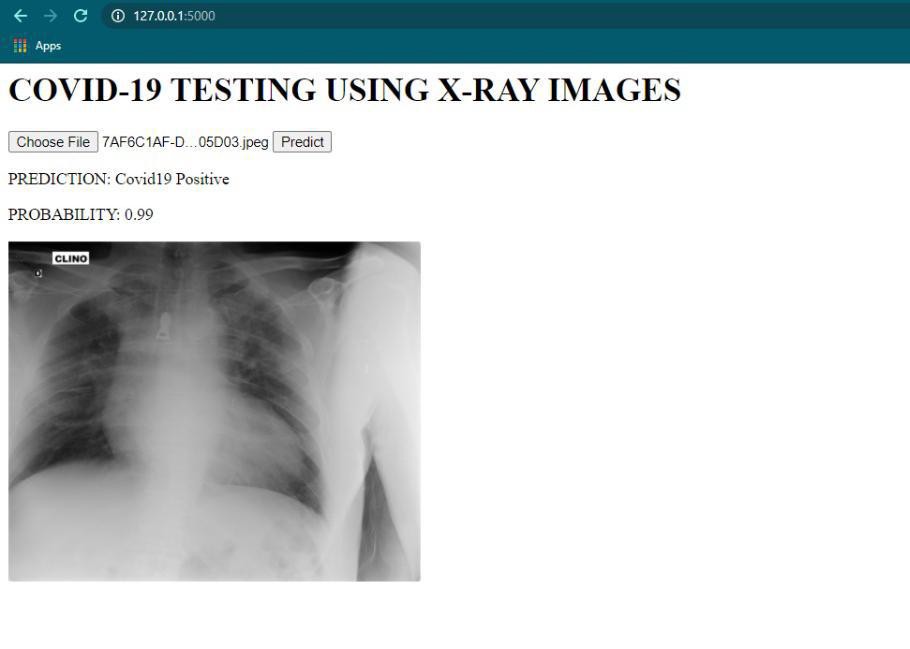 127.0.0.1:5000
Apps
COVID-19 TESTING USING X-RAY IMAGES
Choose File 7AF6C1AF-D...05D03.jpeg Predict
PREDICTION: Covid19 Positive
PROBABILITY: 0.99
CLINO